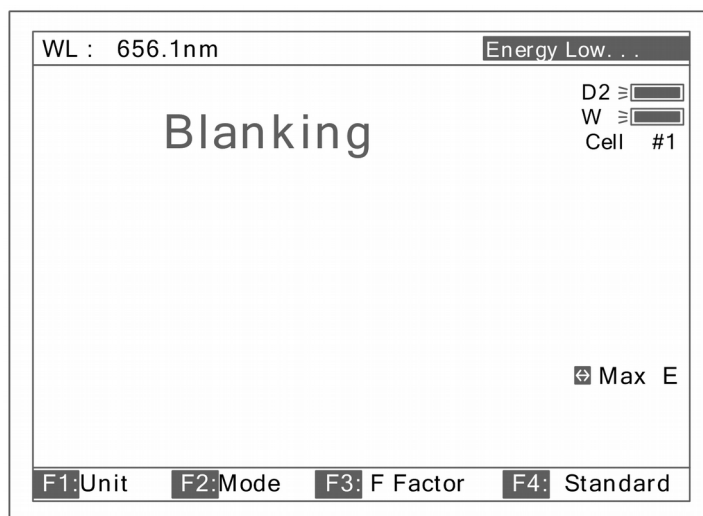 WL : 656.1nm Energy Low. . .
D2
W
Blanking
Cell #1
Max E
F1:Unit F2:Mode F3: F Factor F4: Standard